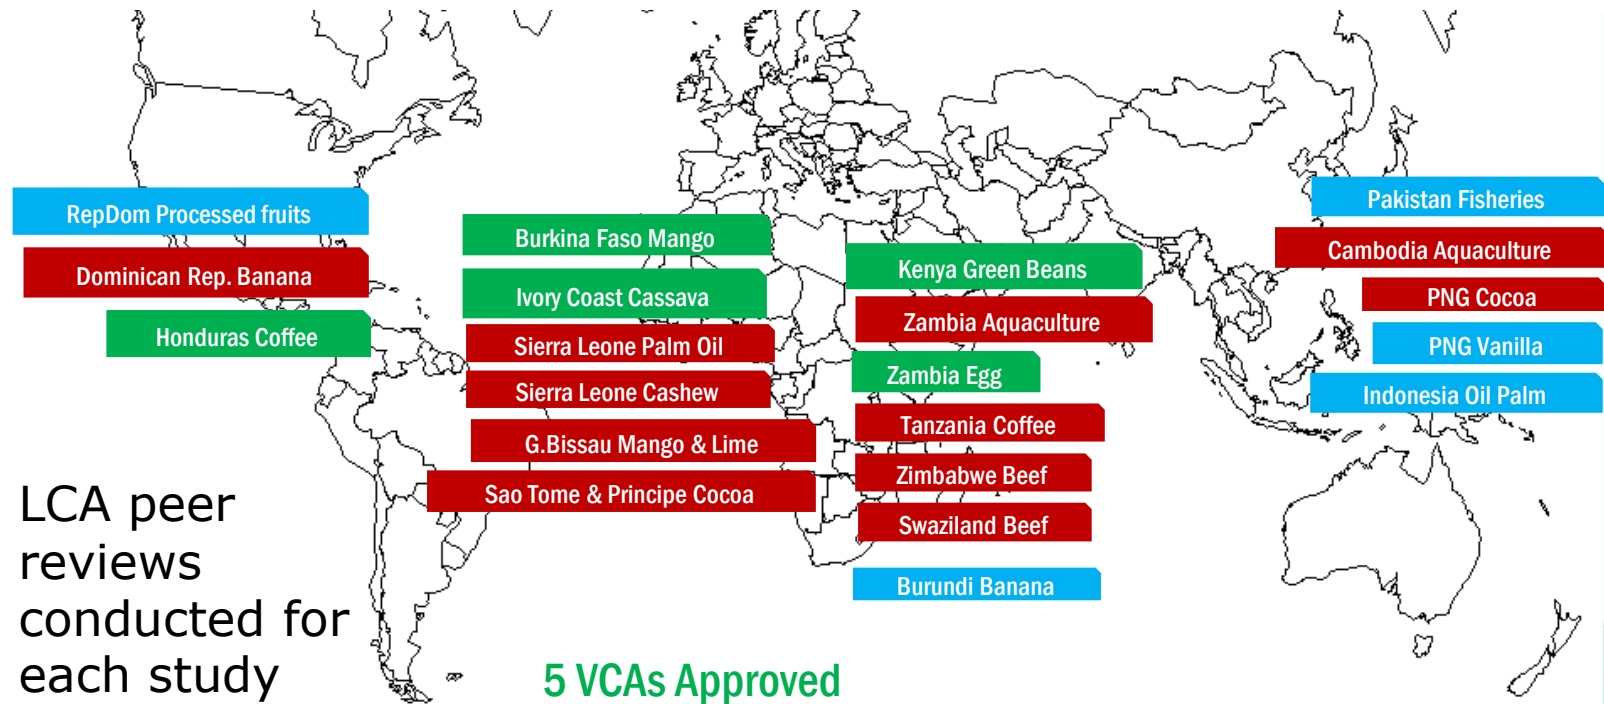 RepDom Processed fruits
Dominican Rep. Banana
Honduras Coffee
Burkina Faso Mango
Ivory Coast Cassava
Sierra Leone Palm Oil
Sierra Leone Cashew
G.Bissau Mango & Lime
Sao Tome & Principe Cocoa
Kenya Green Beans
Zambia Aquaculture
Zambia Egg
Tanzania Coffee
Zimbabwe Beef
Swaziland Beef
Burundi Banana
Pakistan Fisheries
Cambodia Aquaculture
PNG Cocoa
PNG Vanilla
Indonesia Oil Palm
LCA peer
reviews
conducted for
each study
5 VCAs Approved